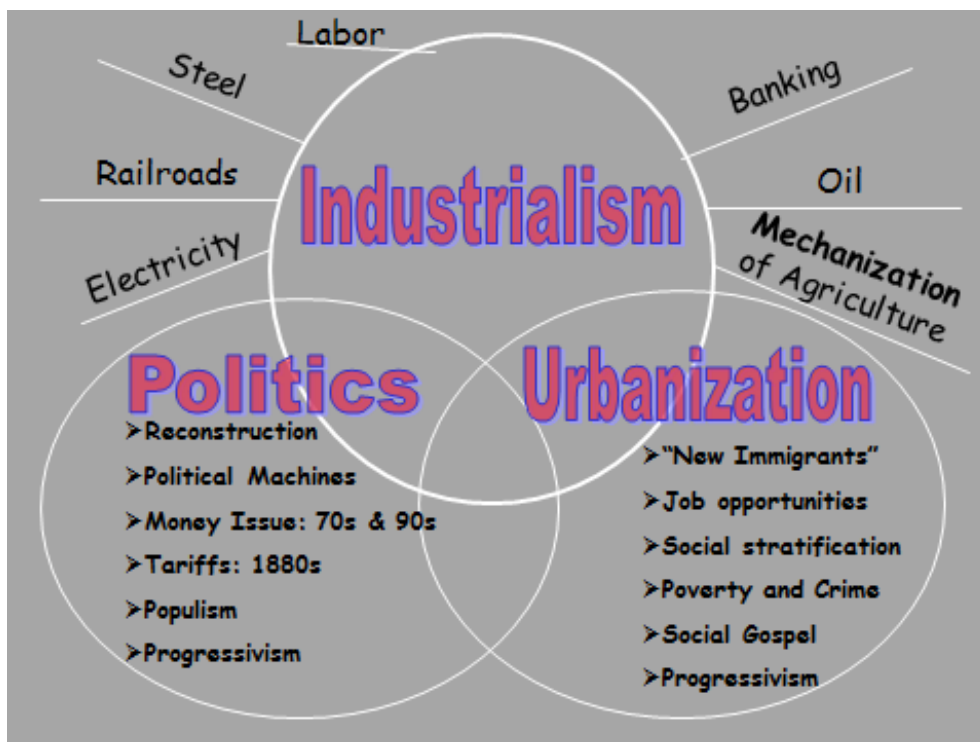 Labor
Steel
Banking
Railroads
Industrialism
Oil
Electricity
Mechanization
of Agriculture
Politics
➢Reconstruction
➢Political Machines
➢Money Issue: 70s & 90s
➢Tariffs: 1880s
➢Populism
➢Progressivism
Urbanization
➢“New Immigrants”
➢Job opportunities
➢Social stratification
➢Poverty and Crime
➢Social Gospel
➢Progressivism